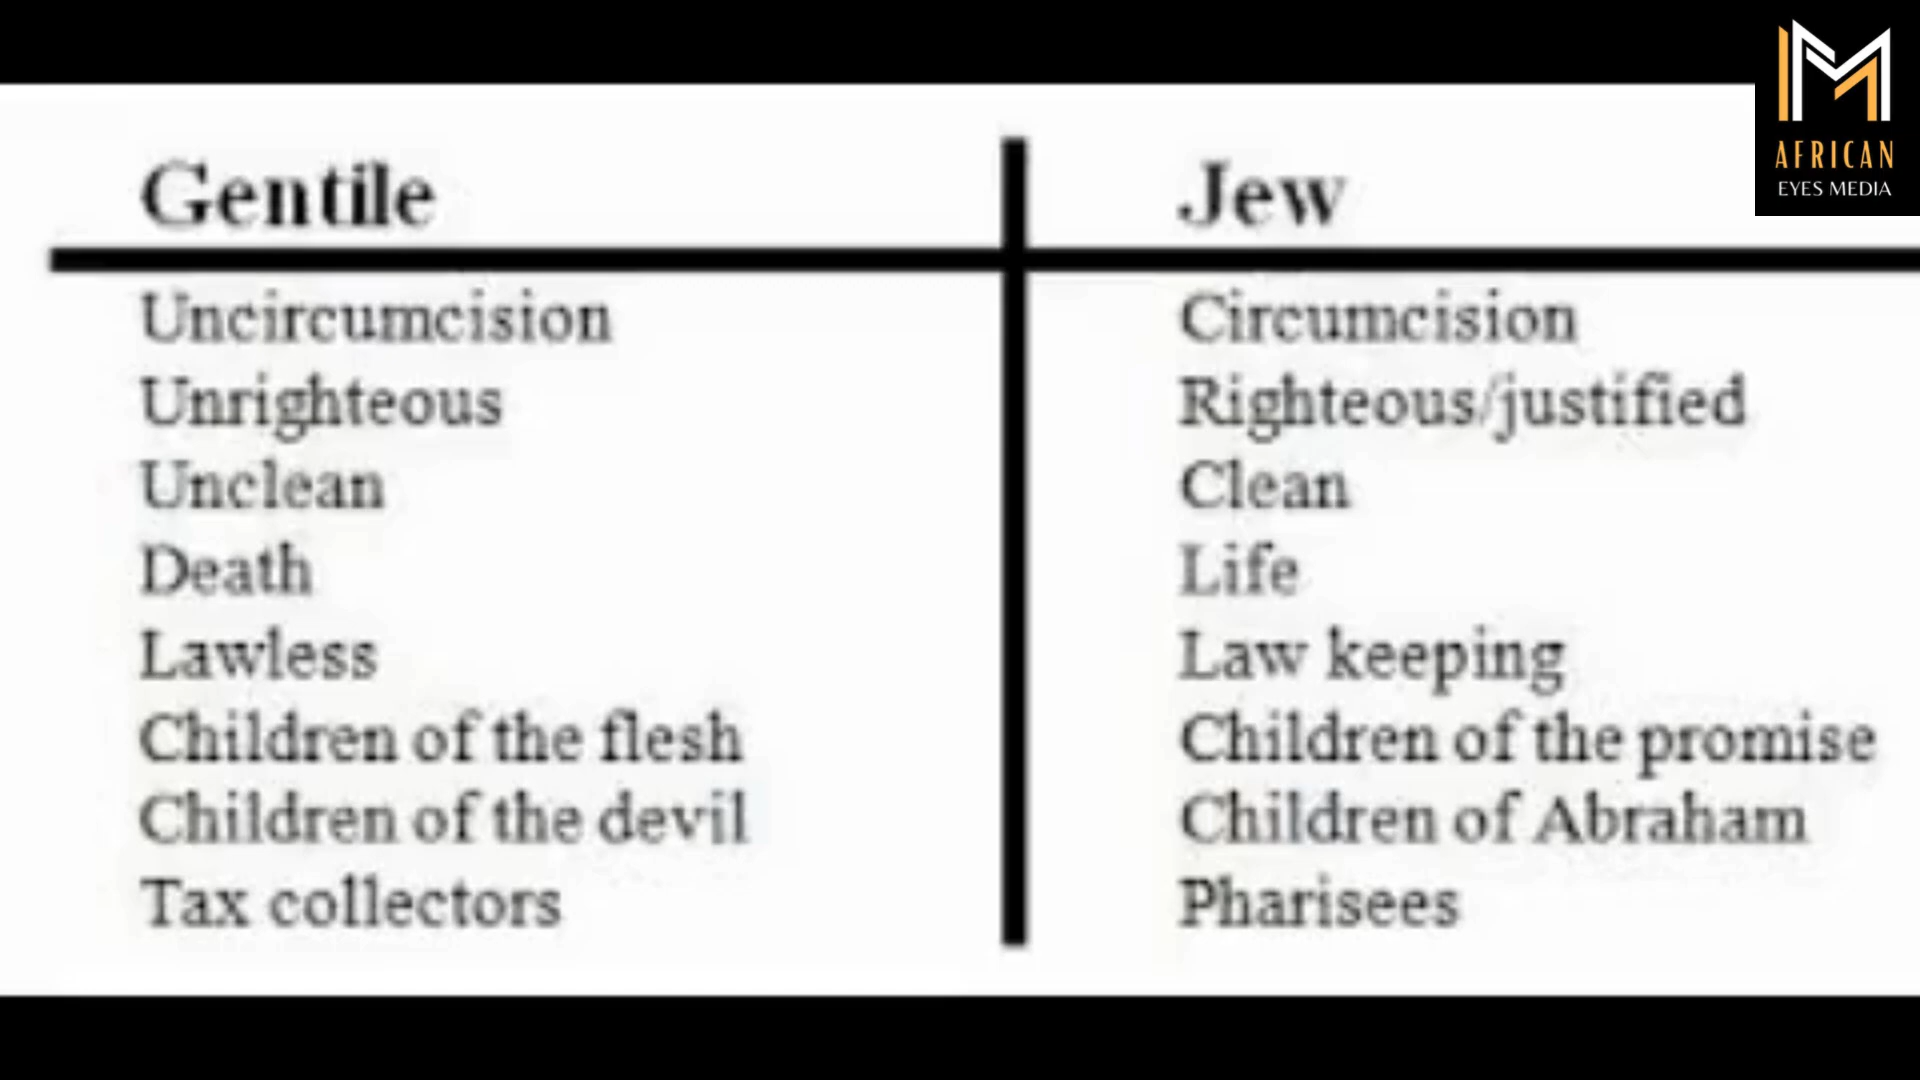 AFRICAN
EYES MEDIA
Gentile
Jew
Uncircumcision
Circumcision
Unrighteous
Righteous/justified
Unclean
Clean
Death
Life
Lawless
Law keeping
Children of the flesh
Children of the promise
Children of the devil
Children of Abraham
Tax collectors
Pharisees